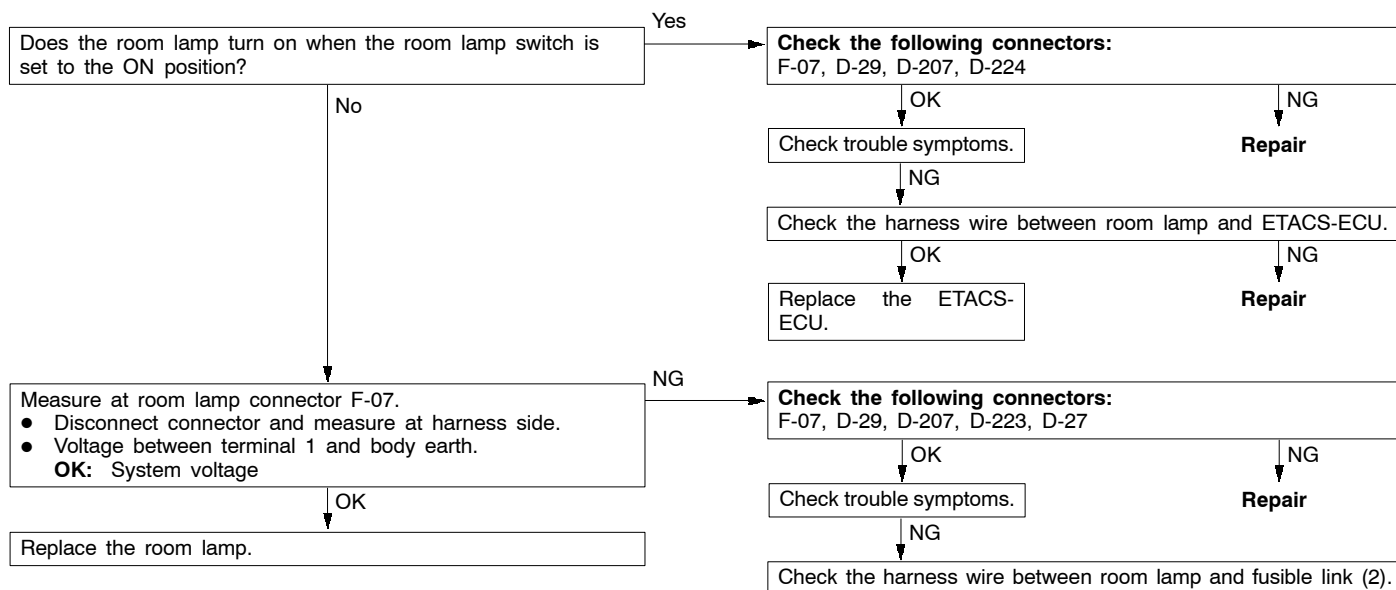 Does the room lamp turn on when the room lamp switch is
set to the ON position?
Yes
Check the following connectors:
F-07, D-29, D-207, D-224
No
OK
NG
Check trouble symptoms.
Repair
NG
Check the harness wire between room lamp and ETACS-ECU.
OK
NG
Replace the ETACS-
ECU.
Repair
Measure at room lamp connector F-07.
● Disconnect connector and measure at harness side.
● Voltage between terminal 1 and body earth.
OK: System voltage
NG
Check the following connectors:
F-07, D-29, D-207, D-223, D-27
OK
Replace the room lamp.
OK
NG
Check trouble symptoms.
Repair
NG
Check the harness wire between room lamp and fusible link (2).